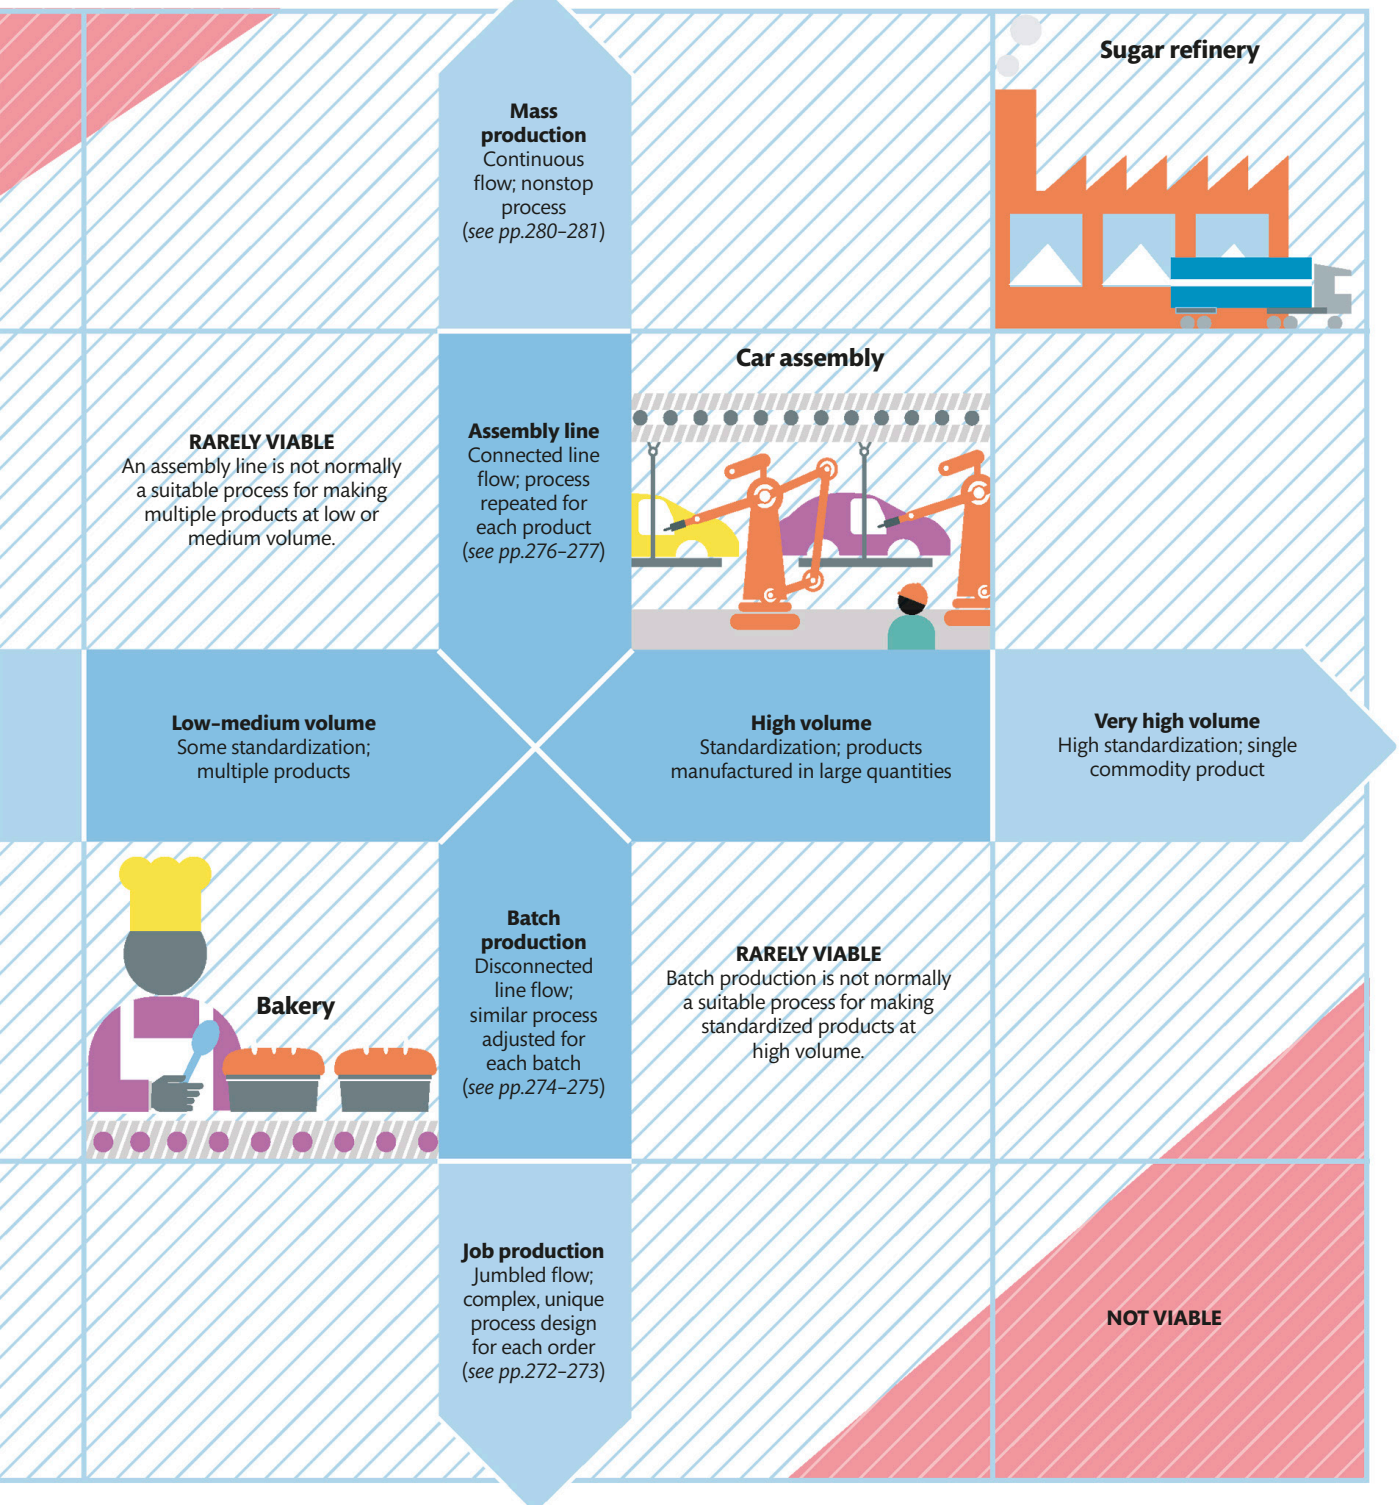 Sugar refinery
Mass
production
Continuous
flow; nonstop
process
(see pp.280–281)
Car assembly
RARELY VIABLE
An assembly line is not normally
a suitable process for making
multiple products at low or
medium volume.
Assembly line
Connected line
flow; process
repeated for
each product
(see pp.276–277)
Low–medium volume
Some standardization;
multiple products
High volume
Standardization; products
manufactured in large quantities
Very high volume
High standardization; single
commodity product
Bakery
Batch
production
Disconnected
line flow;
similar process
adjusted for
each batch
(see pp.274–275)
RARELY VIABLE
Batch production is not normally
a suitable process for making
standardized products at
high volume.
Job production
Jumbled flow;
complex, unique
process design
for each order
(see pp.272–273)
NOT VIABLE